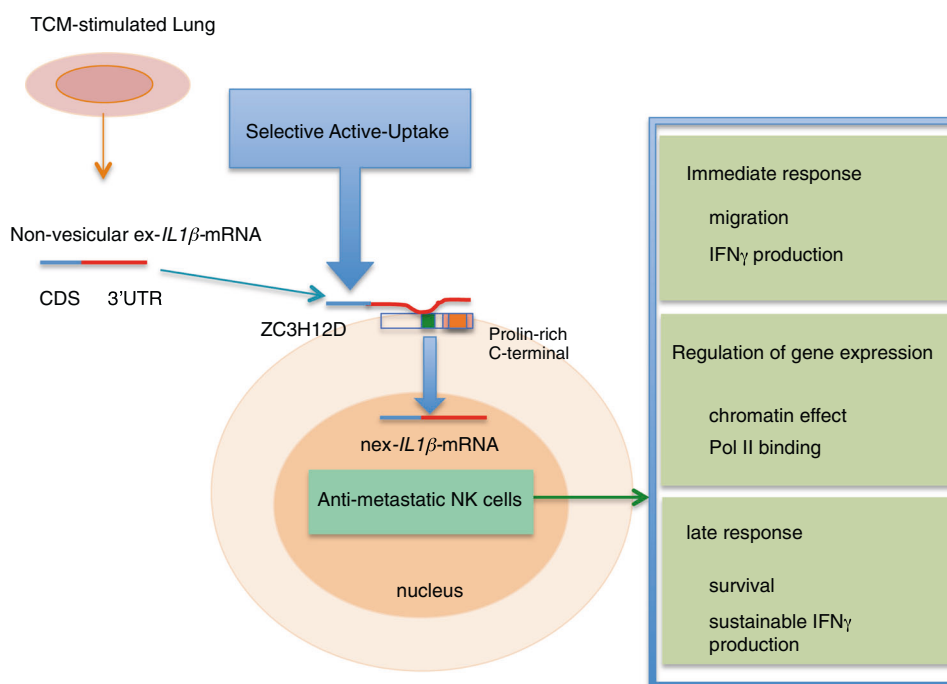 TCM-stimulated Lung
Selective Active-Uptake
Non-vesicular ex-IL1β-mRNA
CDS 3'UTR
ZC3H12D
Prolin-rich
C-terminal
nex-IL1β-mRNA
Anti-metastatic NK cells
nucleus
Immediate response
migration
IFNγ production
Regulation of gene expression
chromatin effect
Pol II binding
late response
survival
sustainable IFNγ
production